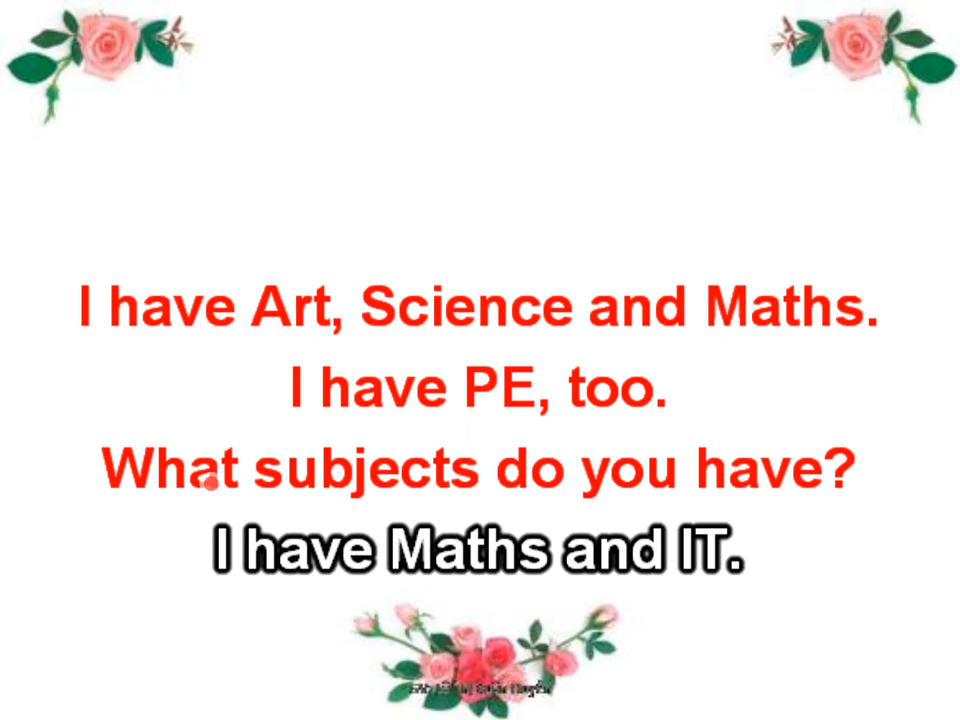 I have Art, Science and Maths.
I have PE, too.
What subjects do you have?
I have Maths and IT.